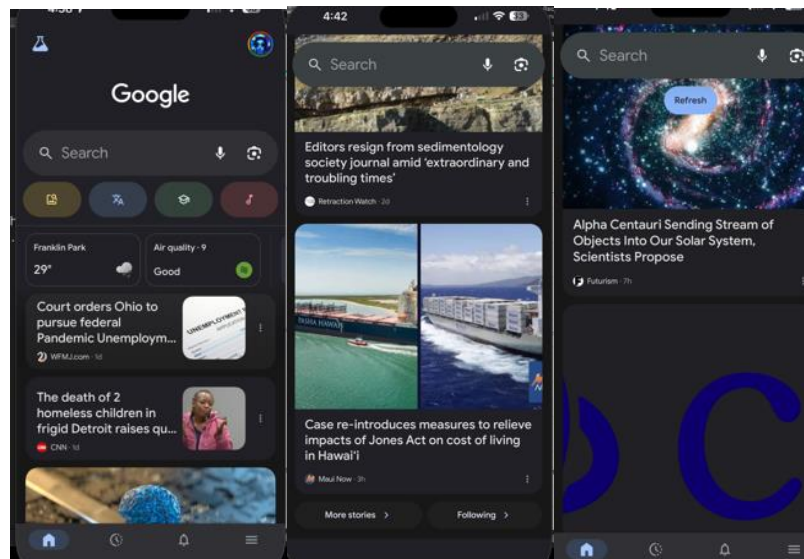 Google
Search
Franklin Park
29°
Air quality · 9
Good
Court orders Ohio to
pursue federal
Pandemic Unemploym...
WFMJ.com · 1d
UNEMPLOYMENT
The death of 2
homeless children in
frigid Detroit raises qu...
CNN · 1d
4:42
33
Search
Editors resign from sedimentology
society journal amid ‘extraordinary and
troubling times’
Retraction Watch · 2d
PASHA HAWAII
Case re-introduces measures to relieve
impacts of Jones Act on cost of living
in Hawai‘i
Maui Now · 3h
More stories >
Following >
Search
Refresh
Alpha Centauri Sending Stream of
Objects Into Our Solar System,
Scientists Propose
Futurism · 7h
C